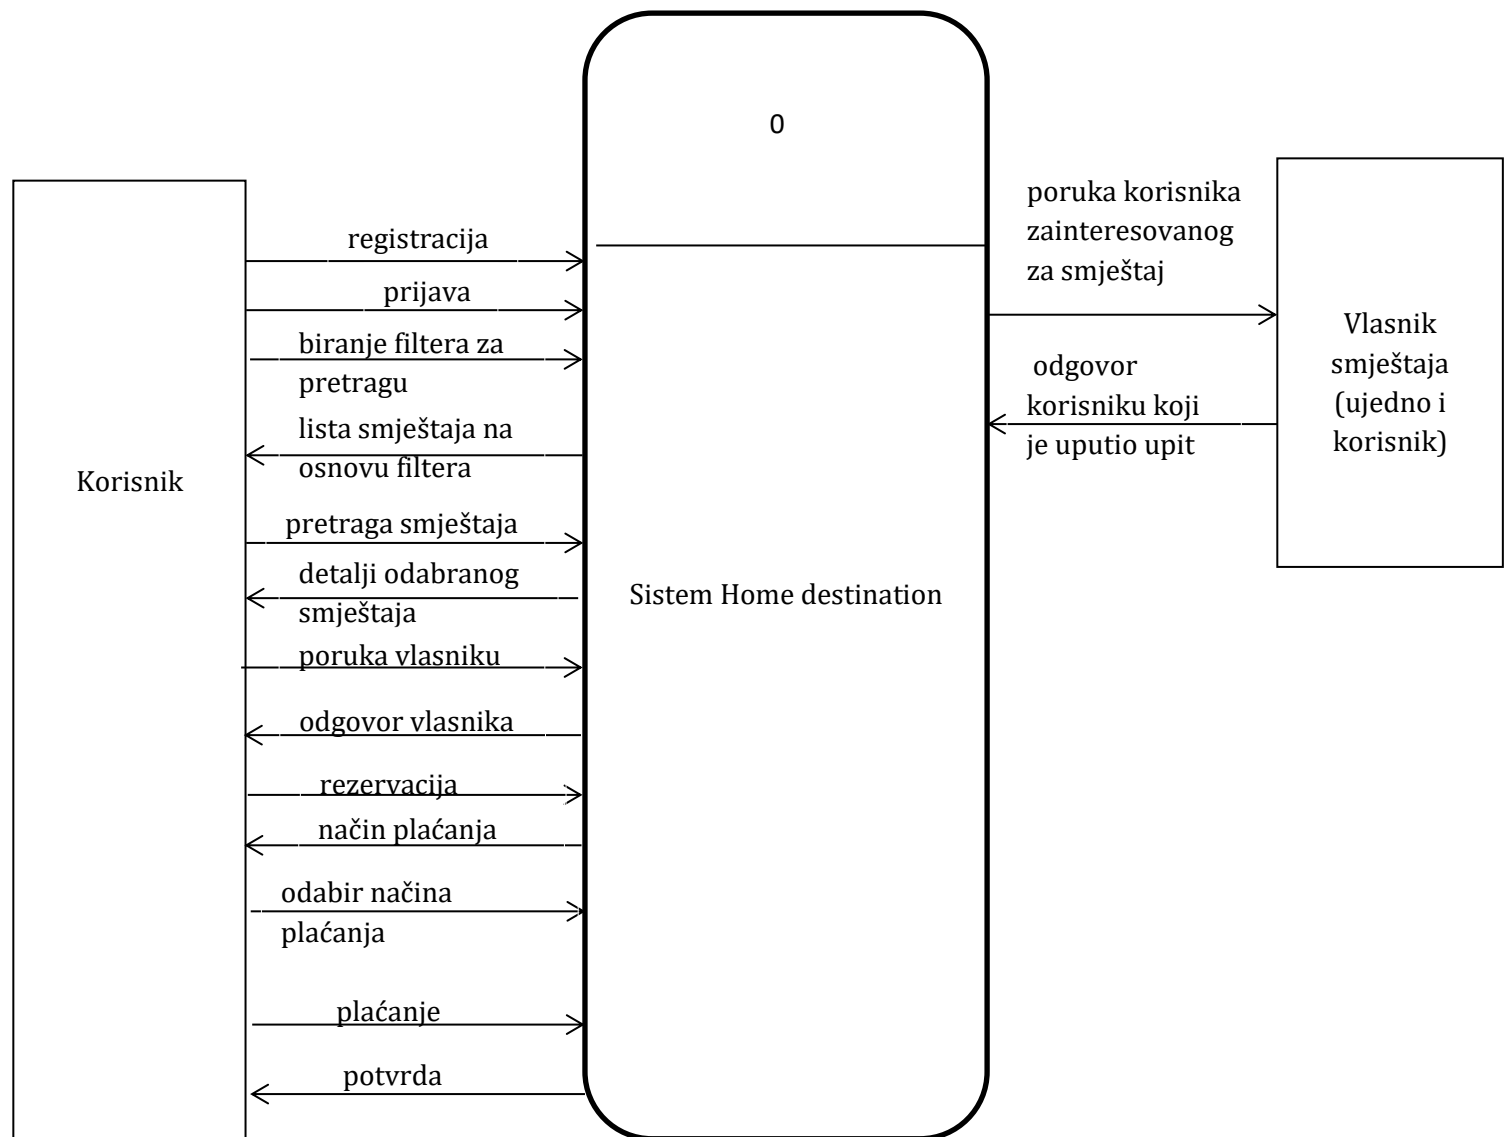 0
Korisnik
registracija
prijava
biranje filtera za
pretragu
lista smještaja na
osnovu filtera
pretraga smještaja
detalji odabranog
smještaja
poruka vlasniku
odgovor vlasnika
rezervacija
način plaćanja
odabir načina
plaćanja
plaćanje
potvrda
Sistem Home destination
poruka korisnika
zainteresovanog
za smještaj
odgovor
korisniku koji
je uputio upit
Vlasnik
smještaja
(ujedno i
korisnik)